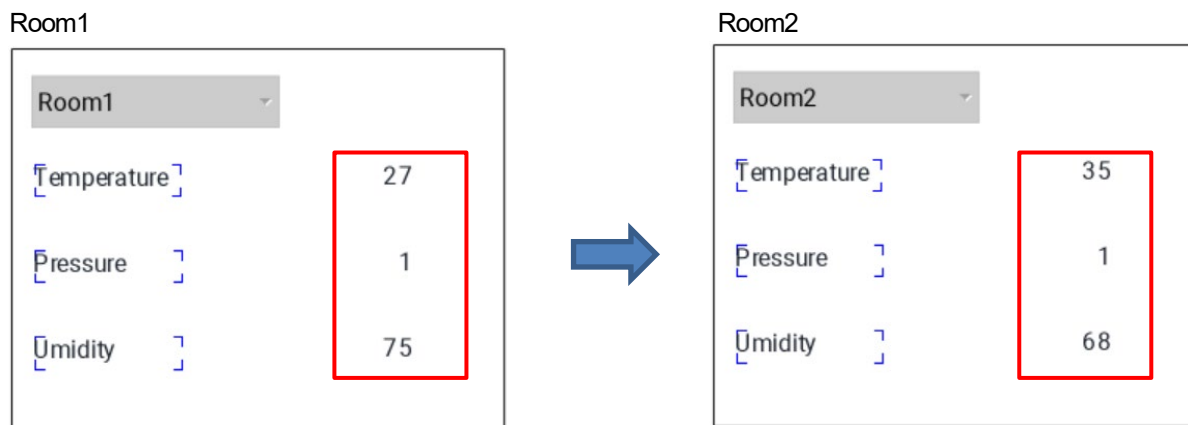 Room1
Room1
Temperature 27
Pressure 1
Umidity 75
Room2
Room2
Temperature 35
Pressure 1
Umidity 68